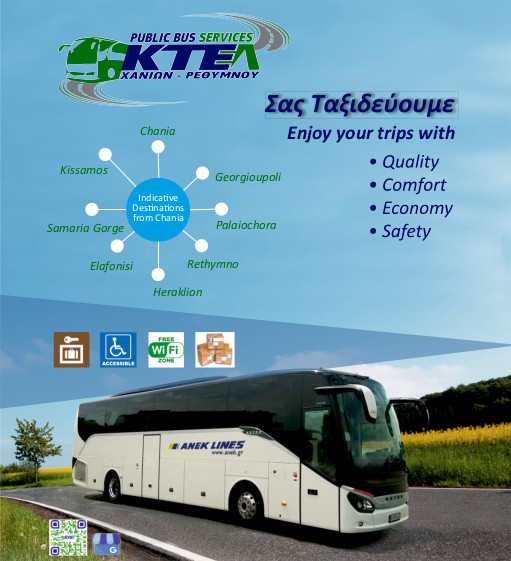 PUBLIC BUS SERVICES
ΚΤΕΛ
ΧΑΝΙΩΝ - ΡΕΘΥΜΝΟΥ
Σας Ταξιδεύουμε
Enjoy your trips with
• Quality
• Comfort
• Economy
• Safety
Chania
Kissamos
Georgioupoli
Indicative
Destinations
from Chania
Samaria Gorge
Palaiochora
Elafonisi
Rethymno
Heraklion
ACCESSIBLE
FREE
WiFi
ZONE
ANEK LINES
www.anek.gr
SETRA
ΚΤΕΛ
G